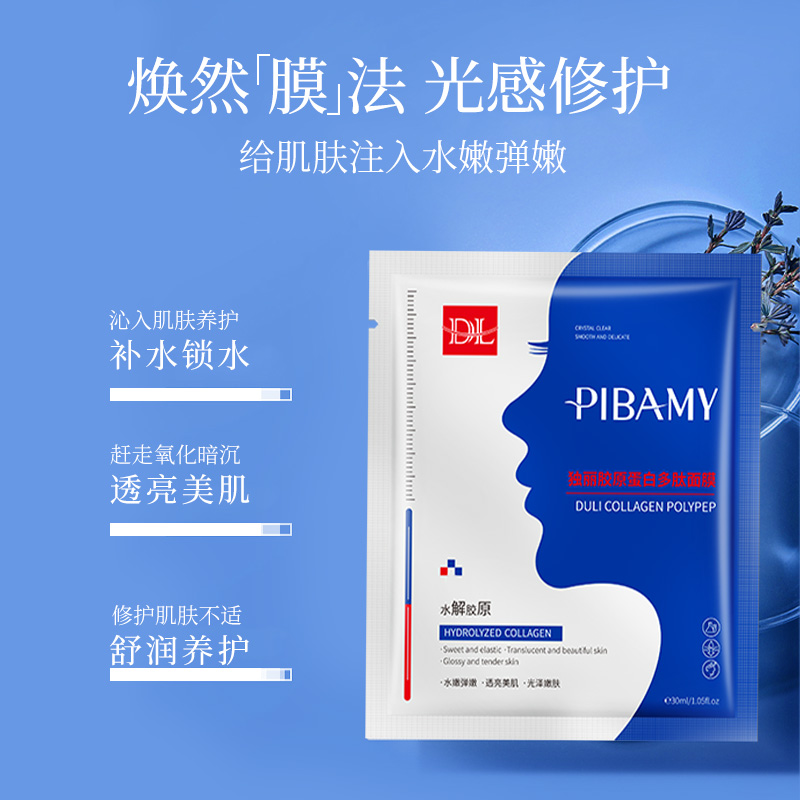 焕然「膜」法 光感修护
给肌肤注入水嫩弹嫩
沁入肌肤养护
补水锁水
赶走氧化暗沉
透亮美肌
修护肌肤不适
舒润养护
DL
CRYSTAL CLEAR
SMOOTH AND DELICATE
PIBAMY
独丽胶原蛋白多肽面膜
DULI COLLAGEN POLYPEP
水解胶原
HYDROLYZED COLLAGEN
·Sweet and elastic ·Translucent and beautiful skin
·Glossy and tender skin
·水嫩弹嫩 ·透亮美肌 ·光泽嫩肤
℮30ml/1.05fl.oz